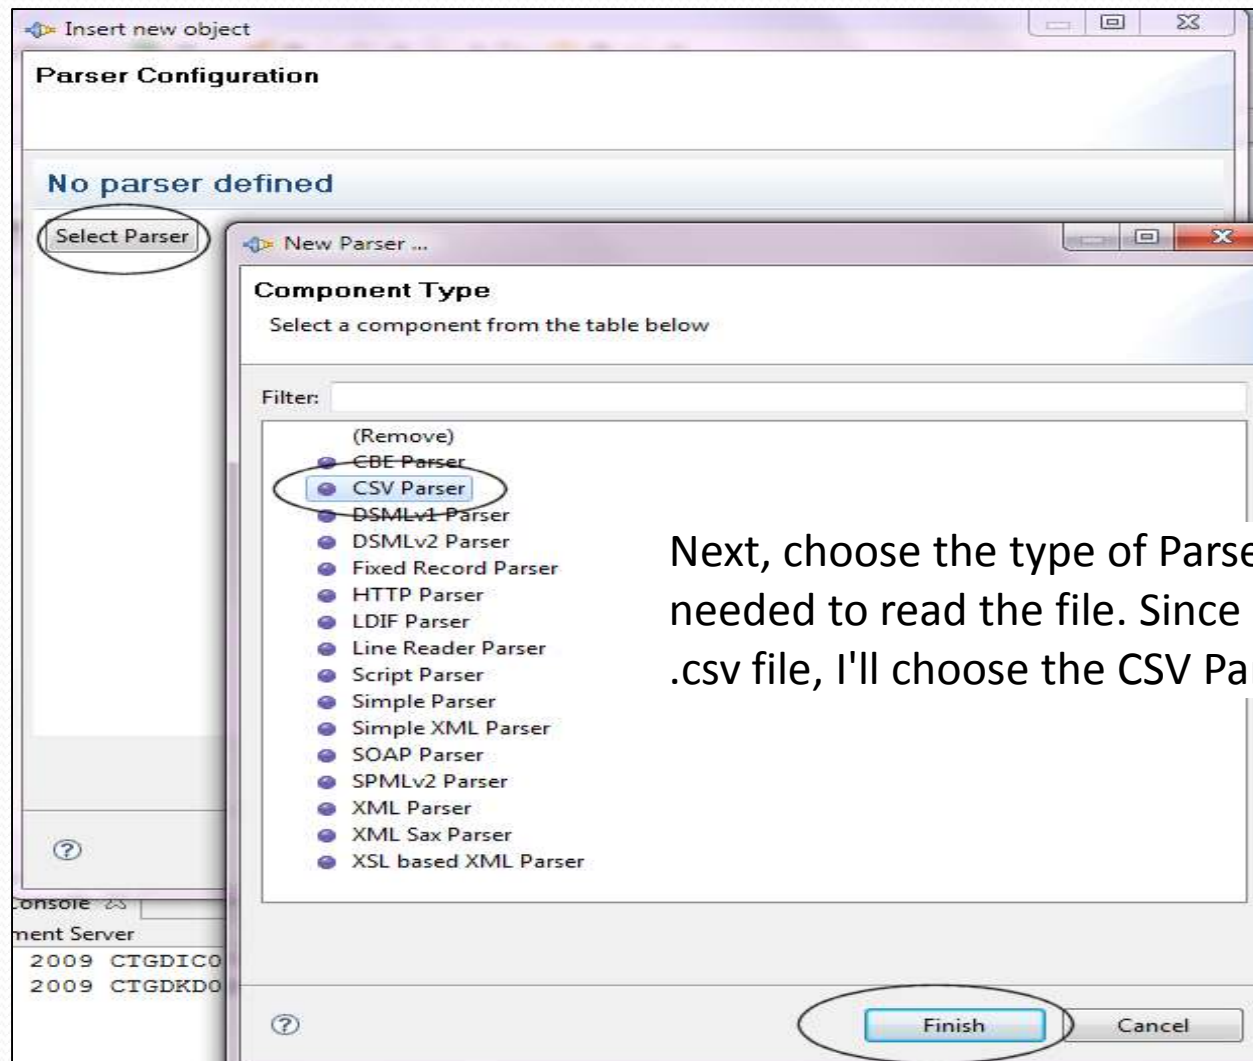 Insert new object
Parser Configuration
No parser defined
Select Parser
New Parser ...
Component Type
Select a component from the table below
Filter:
(Remove)
CBE Parser
CSV Parser
DSMLv1 Parser
DSMLv2 Parser
Fixed Record Parser
HTTP Parser
LDIF Parser
Line Reader Parser
Script Parser
Simple Parser
Simple XML Parser
SOAP Parser
SPMLv2 Parser
XML Parser
XML Sax Parser
XSL based XML Parser
Next, choose the type of Parse
needed to read the file. Since
.csv file, I'll choose the CSV Pa
onsole
ment Server
2009 CTGDIC0
2009 CTGDKD0
Finish
Cancel